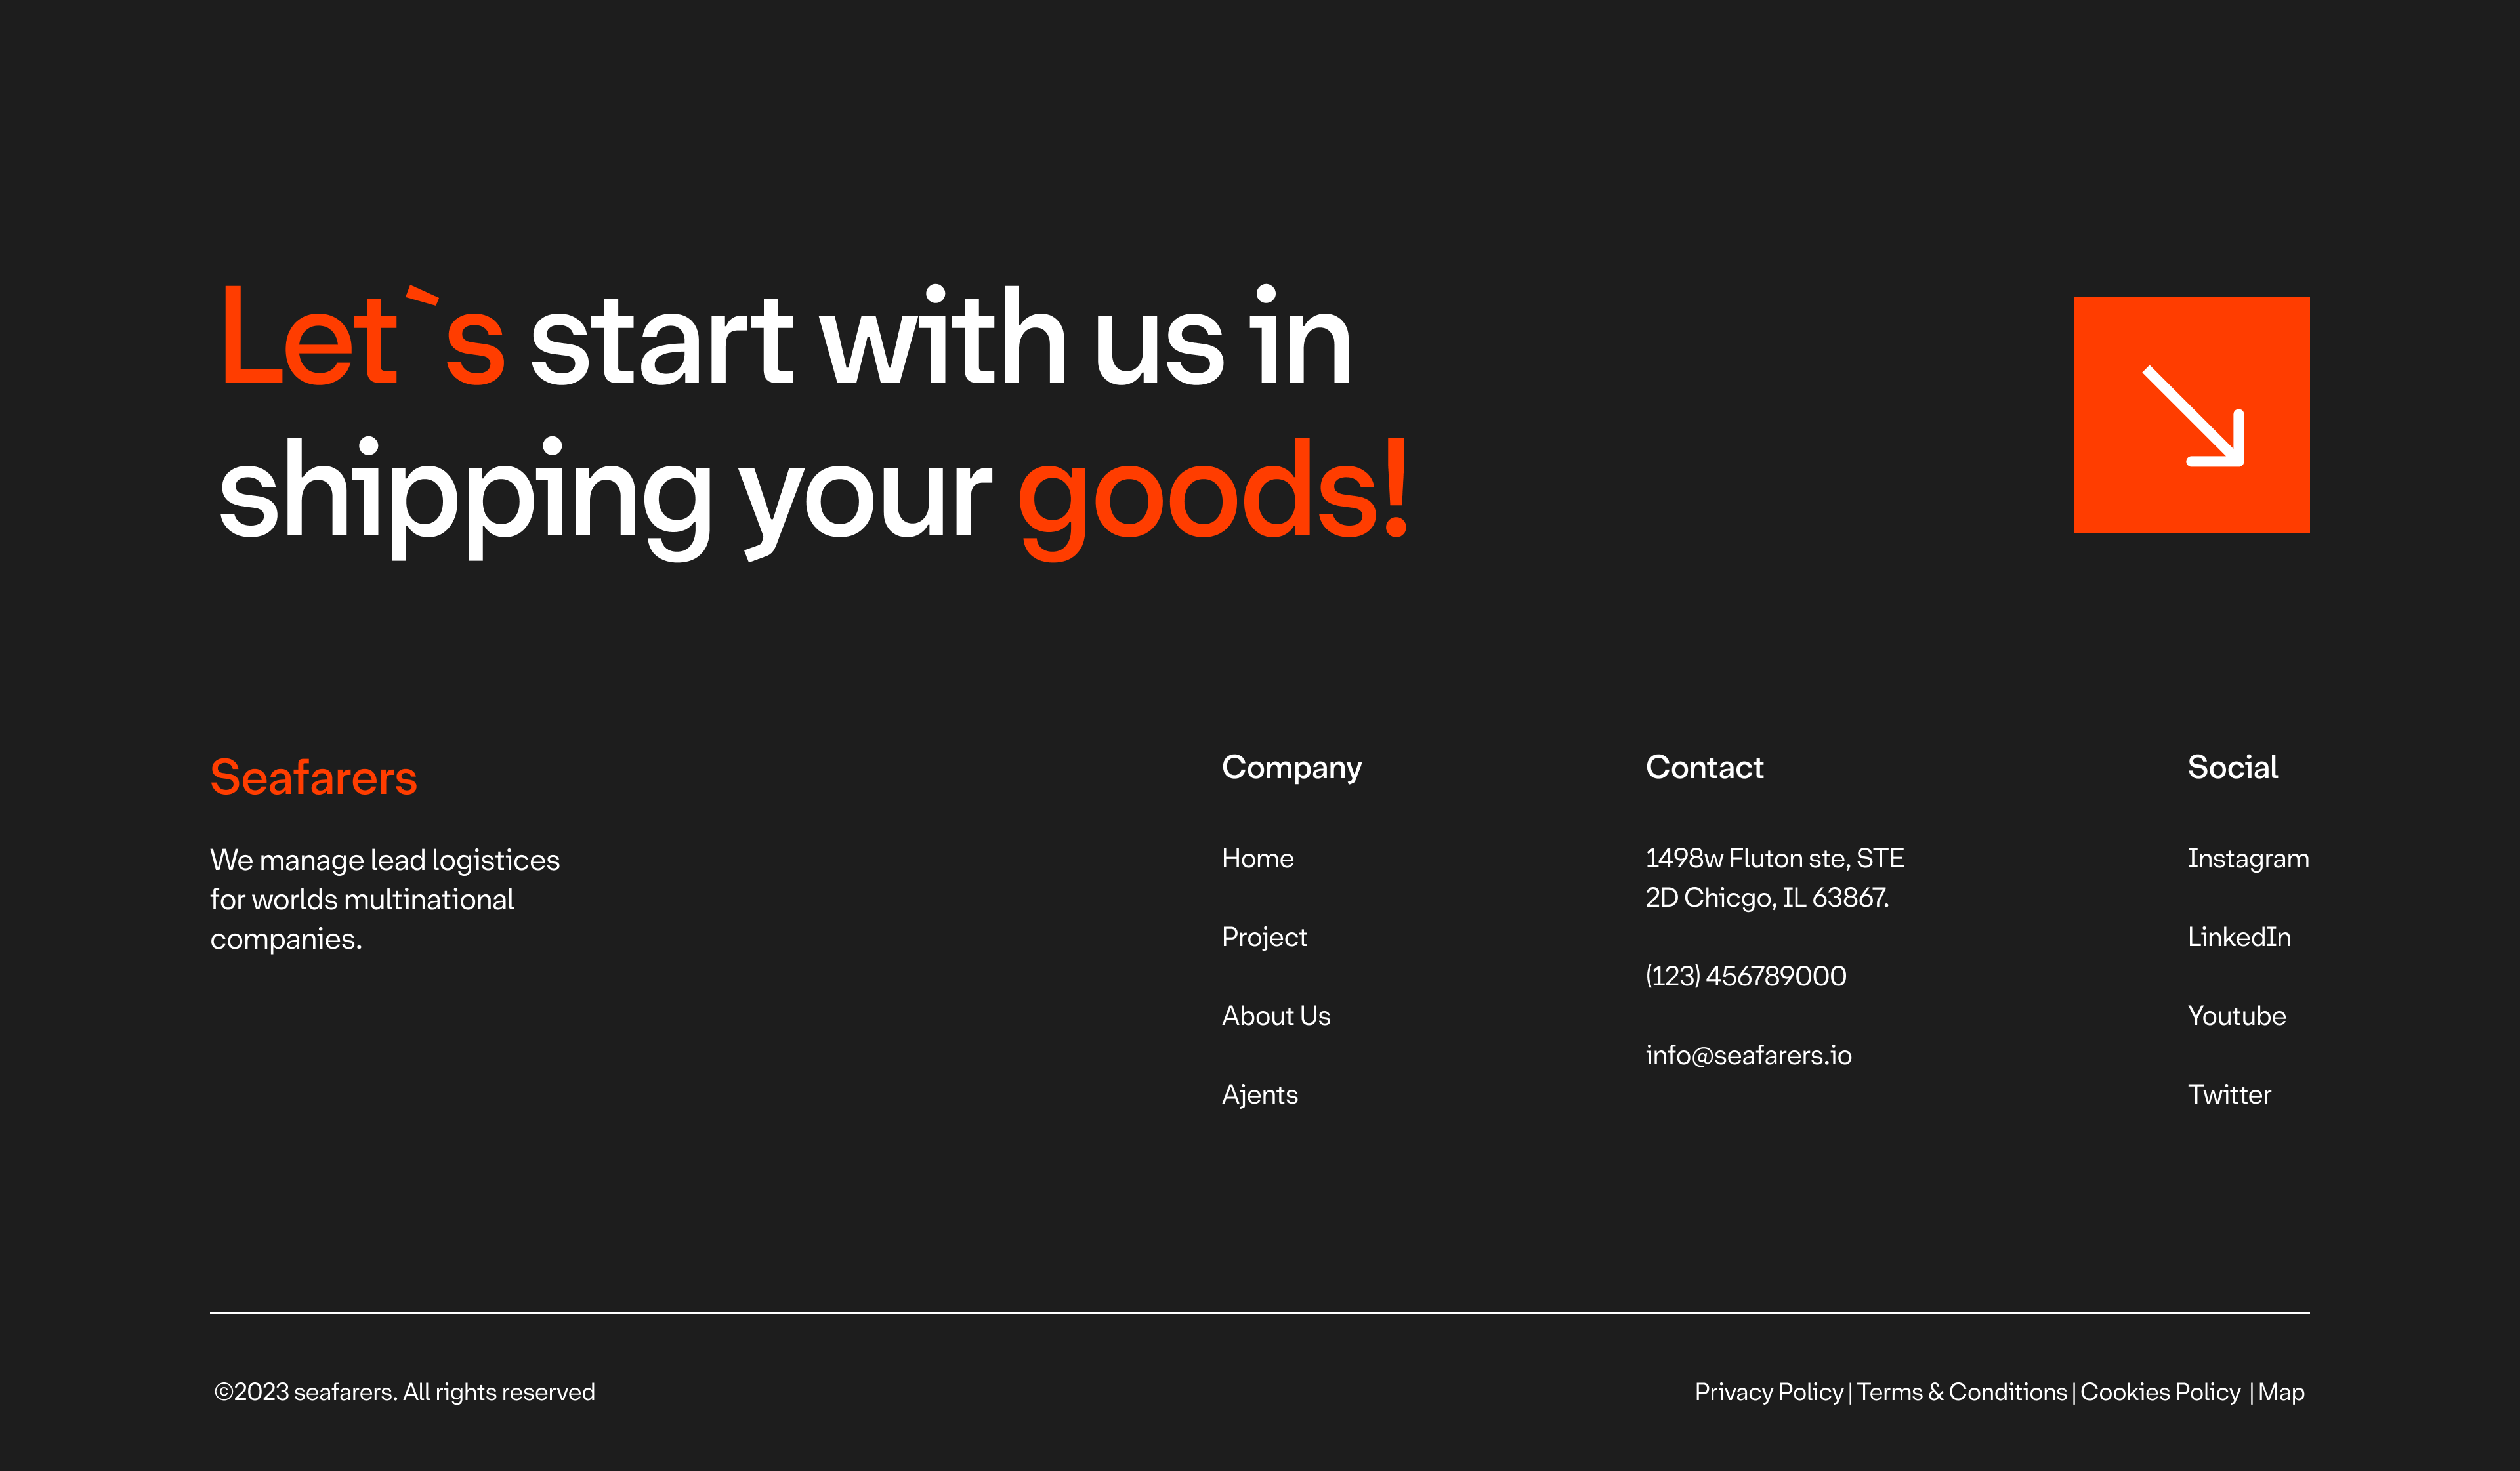 Let`s start with us in
shipping your goods!
Seafarers
We manage lead logistices
for worlds multinational
companies.
Company
Home
Project
About Us
Ajents
Contact
1498w Fluton ste, STE
2D Chicgo, IL 63867.
(123) 456789000
info@seafarers.io
Social
Instagram
LinkedIn
Youtube
Twitter
©2023 seafarers. All rights reserved
Privacy Policy | Terms & Conditions | Cookies Policy | Map